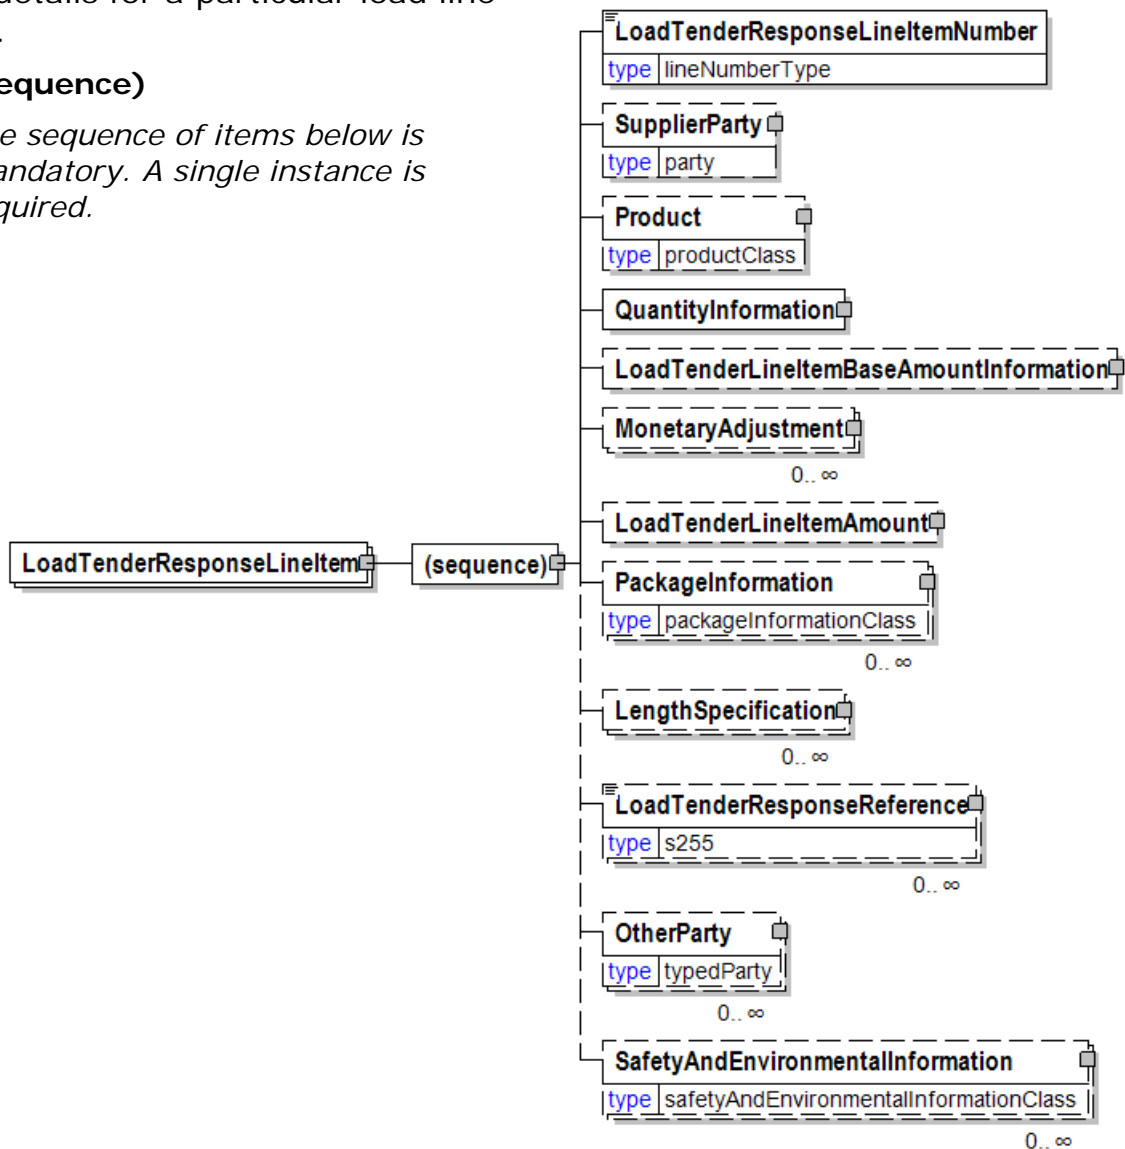 details for a particular load line
.
equence)
e sequence of items below is
andatory. A single instance is
quired.
LoadTenderResponseLineItem
(sequence)
LoadTenderResponseLineItemNumber
type lineNumberType
SupplierParty
type party
Product
type productClass
QuantityInformation
LoadTenderLineItemBaseAmountInformation
MonetaryAdjustment
0.. ∞
LoadTenderLineItemAmount
PackageInformation
type packageInformationClass
0.. ∞
LengthSpecification
0.. ∞
LoadTenderResponseReference
type s255
0.. ∞
OtherParty
type typedParty
0.. ∞
SafetyAndEnvironmentalInformation
type safetyAndEnvironmentalInformationClass
0.. ∞